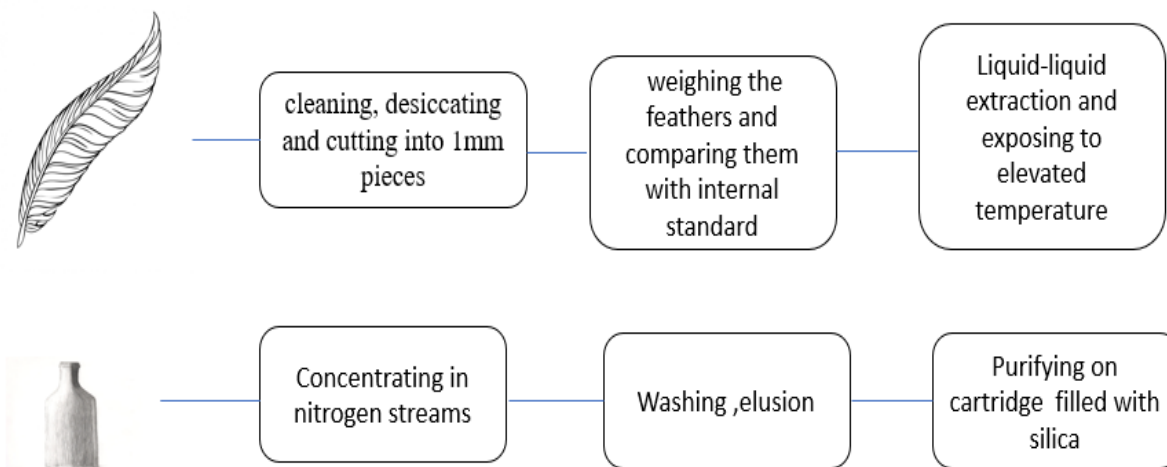 cleaning, desiccating
and cutting into 1mm
pieces
weighing the
feathers and
comparing them
with internal
standard
Liquid-liquid
extraction and
exposing to
elevated
temperature
Concentrating in
nitrogen streams
Washing ,elusion
Purifying on
cartridge filled with
silica